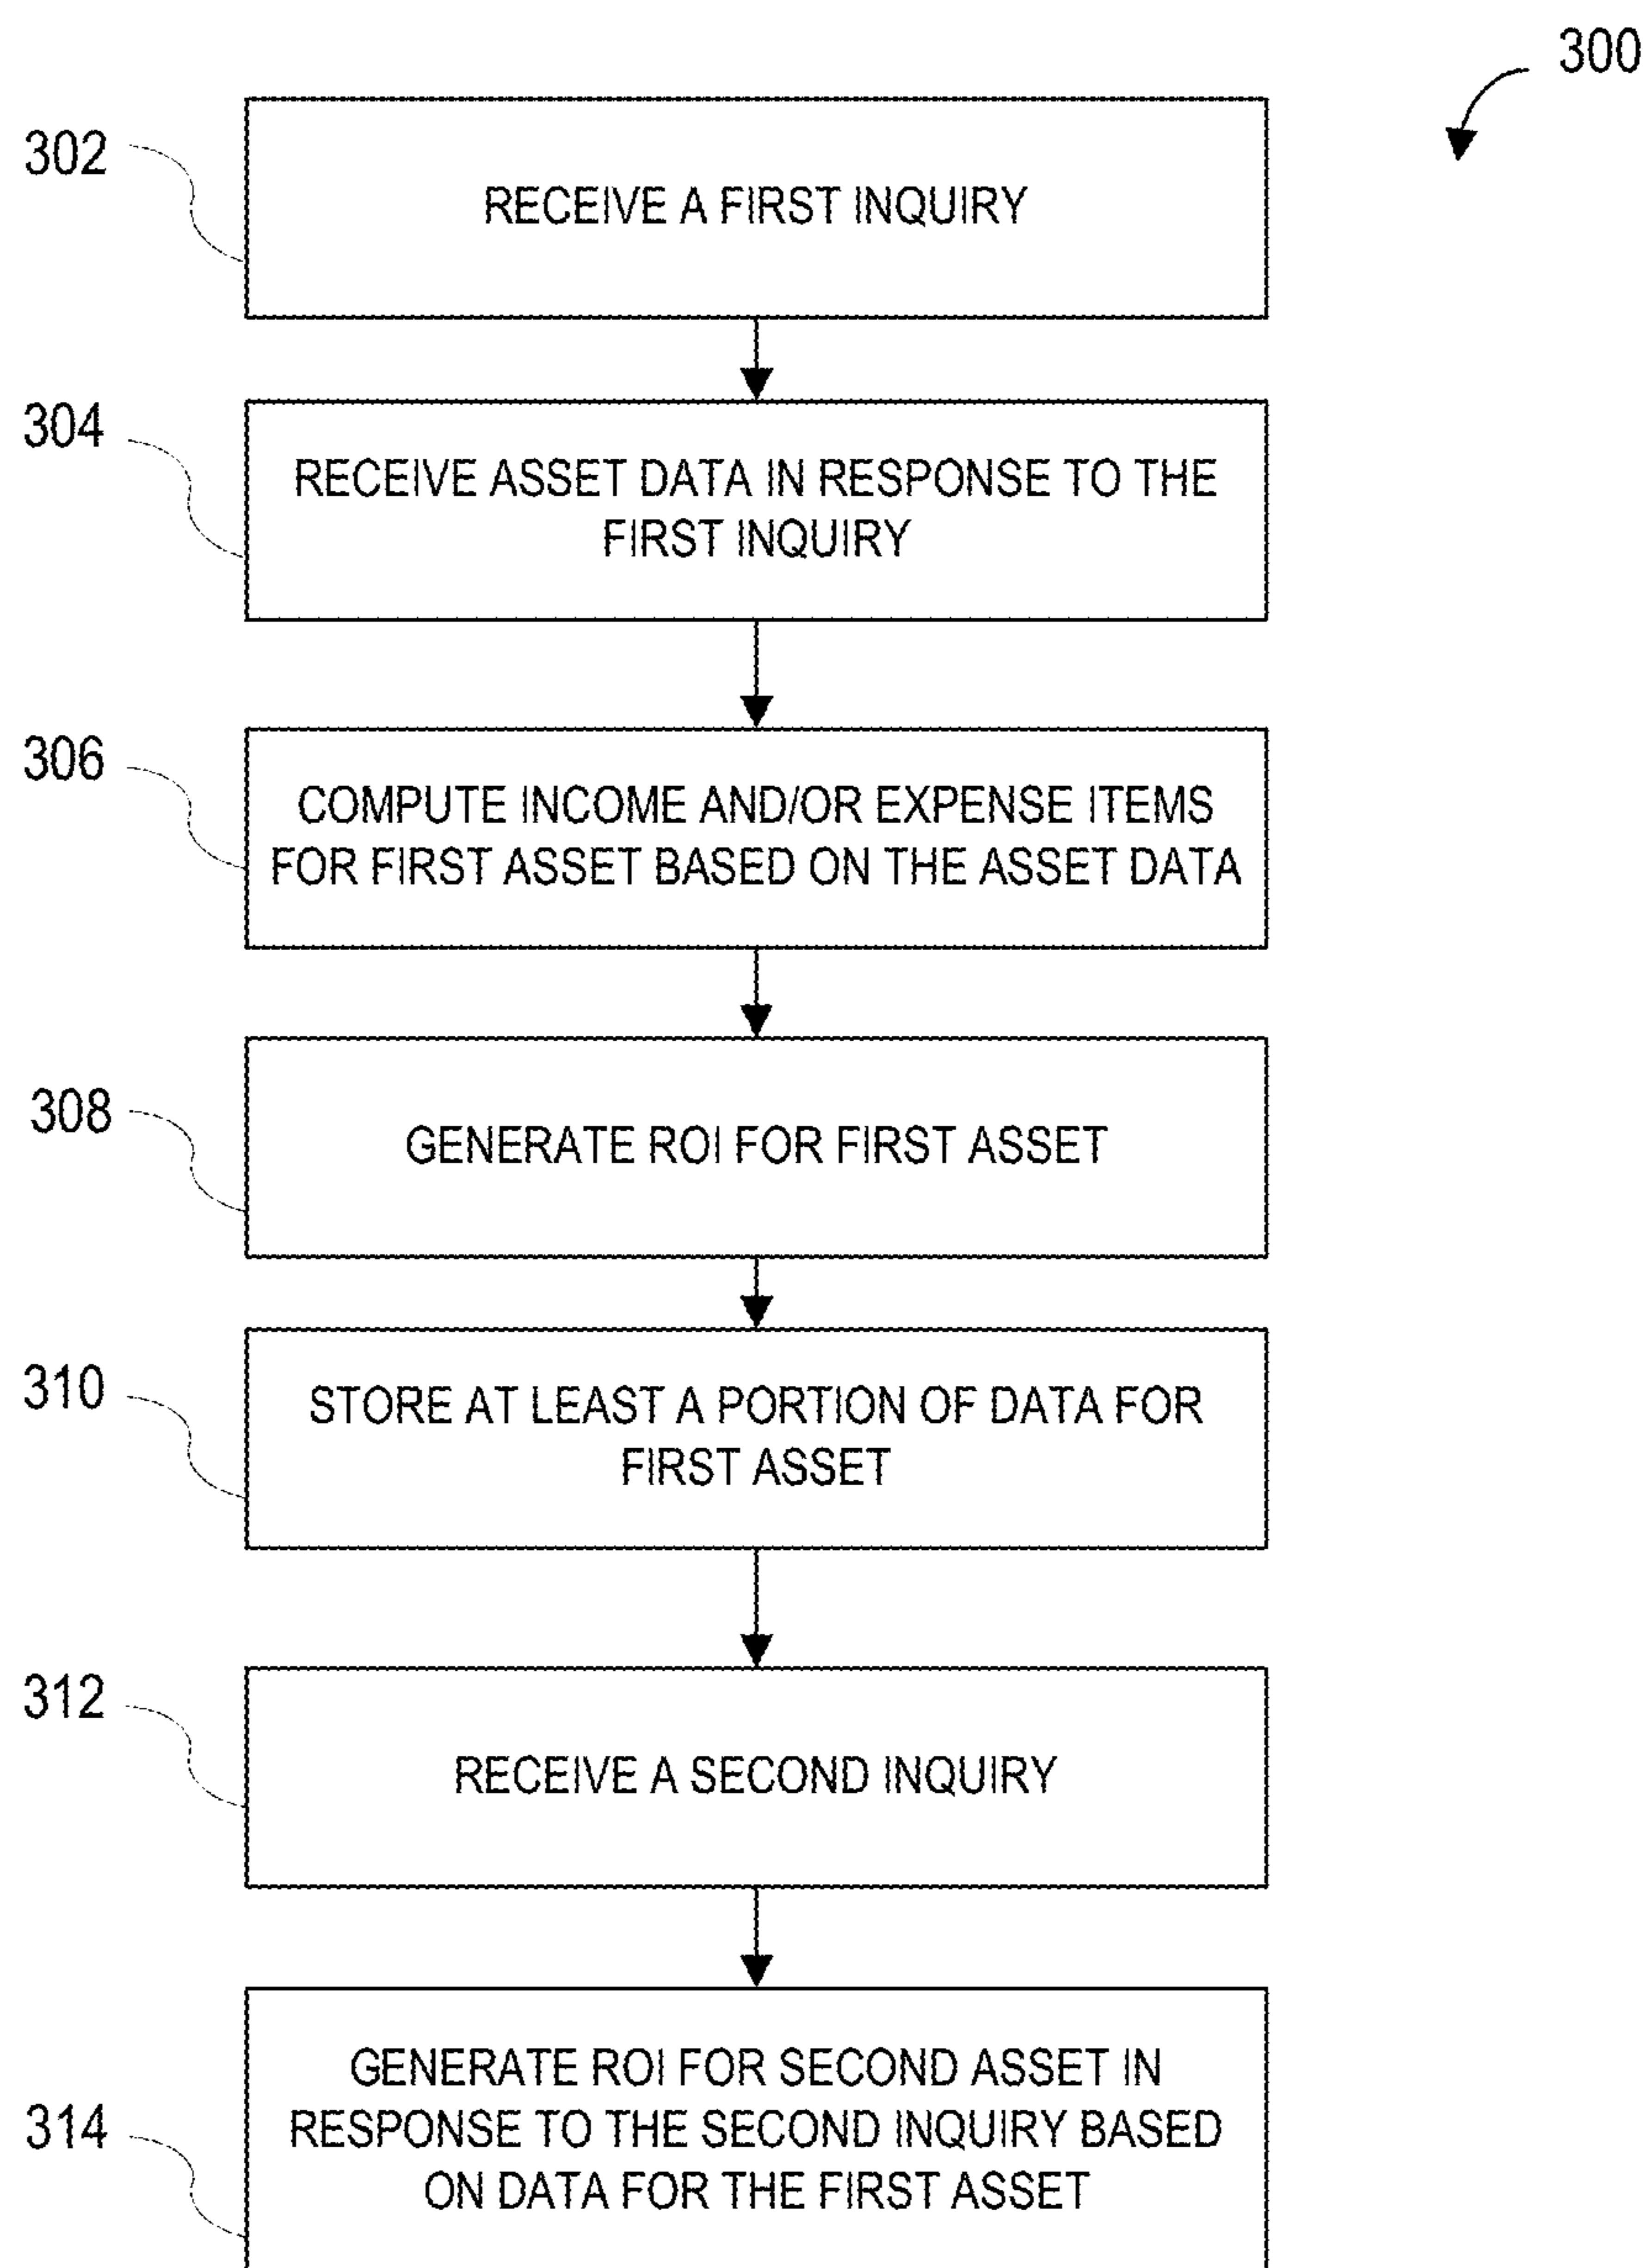 300
302
RECEIVE A FIRST INQUIRY
304
RECEIVE ASSET DATA IN RESPONSE TO THE
FIRST INQUIRY
306
COMPUTE INCOME AND/OR EXPENSE ITEMS
FOR FIRST ASSET BASED ON THE ASSET DATA
308
GENERATE ROI FOR FIRST ASSET
310
STORE AT LEAST A PORTION OF DATA FOR
FIRST ASSET
312
RECEIVE A SECOND INQUIRY
314
GENERATE ROI FOR SECOND ASSET IN
RESPONSE TO THE SECOND INQUIRY BASED
ON DATA FOR THE FIRST ASSET